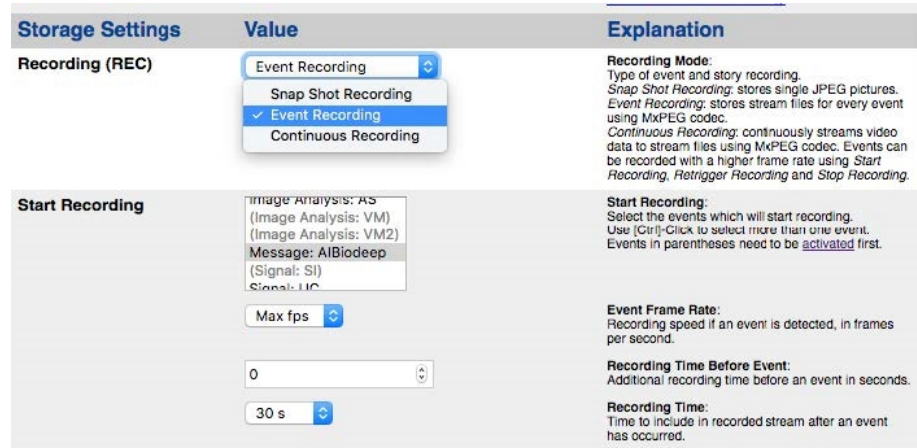 Storage Settings Value Explanation
Recording (REC)
Event Recording
Snap Shot Recording
✓ Event Recording
Continuous Recording
Recording Mode:
Type of event and story recording.
Snap Shot Recording: stores single JPEG pictures.
Event Recording: stores stream files for every event
using MxPEG codec.
Continuous Recording: continuously streams video
data to stream files using MxPEG codec. Events can
be recorded with a higher frame rate using Start
Recording, Retrigger Recording and Stop Recording.
Start Recording
Image Analysis: AS
(Image Analysis: VM)
(Image Analysis: VM2)
Message: AIBiodeep
(Signal: SI)
Signal: UC
Start Recording:
Select the events which will start recording.
Use [Ctrl]-Click to select more than one event.
Events in parentheses need to be activated first.
Max fps
Event Frame Rate:
Recording speed if an event is detected, in frames
per second.
0
Recording Time Before Event:
Additional recording time before an event in seconds.
30 s
Recording Time:
Time to include in recorded stream after an event
has occurred.